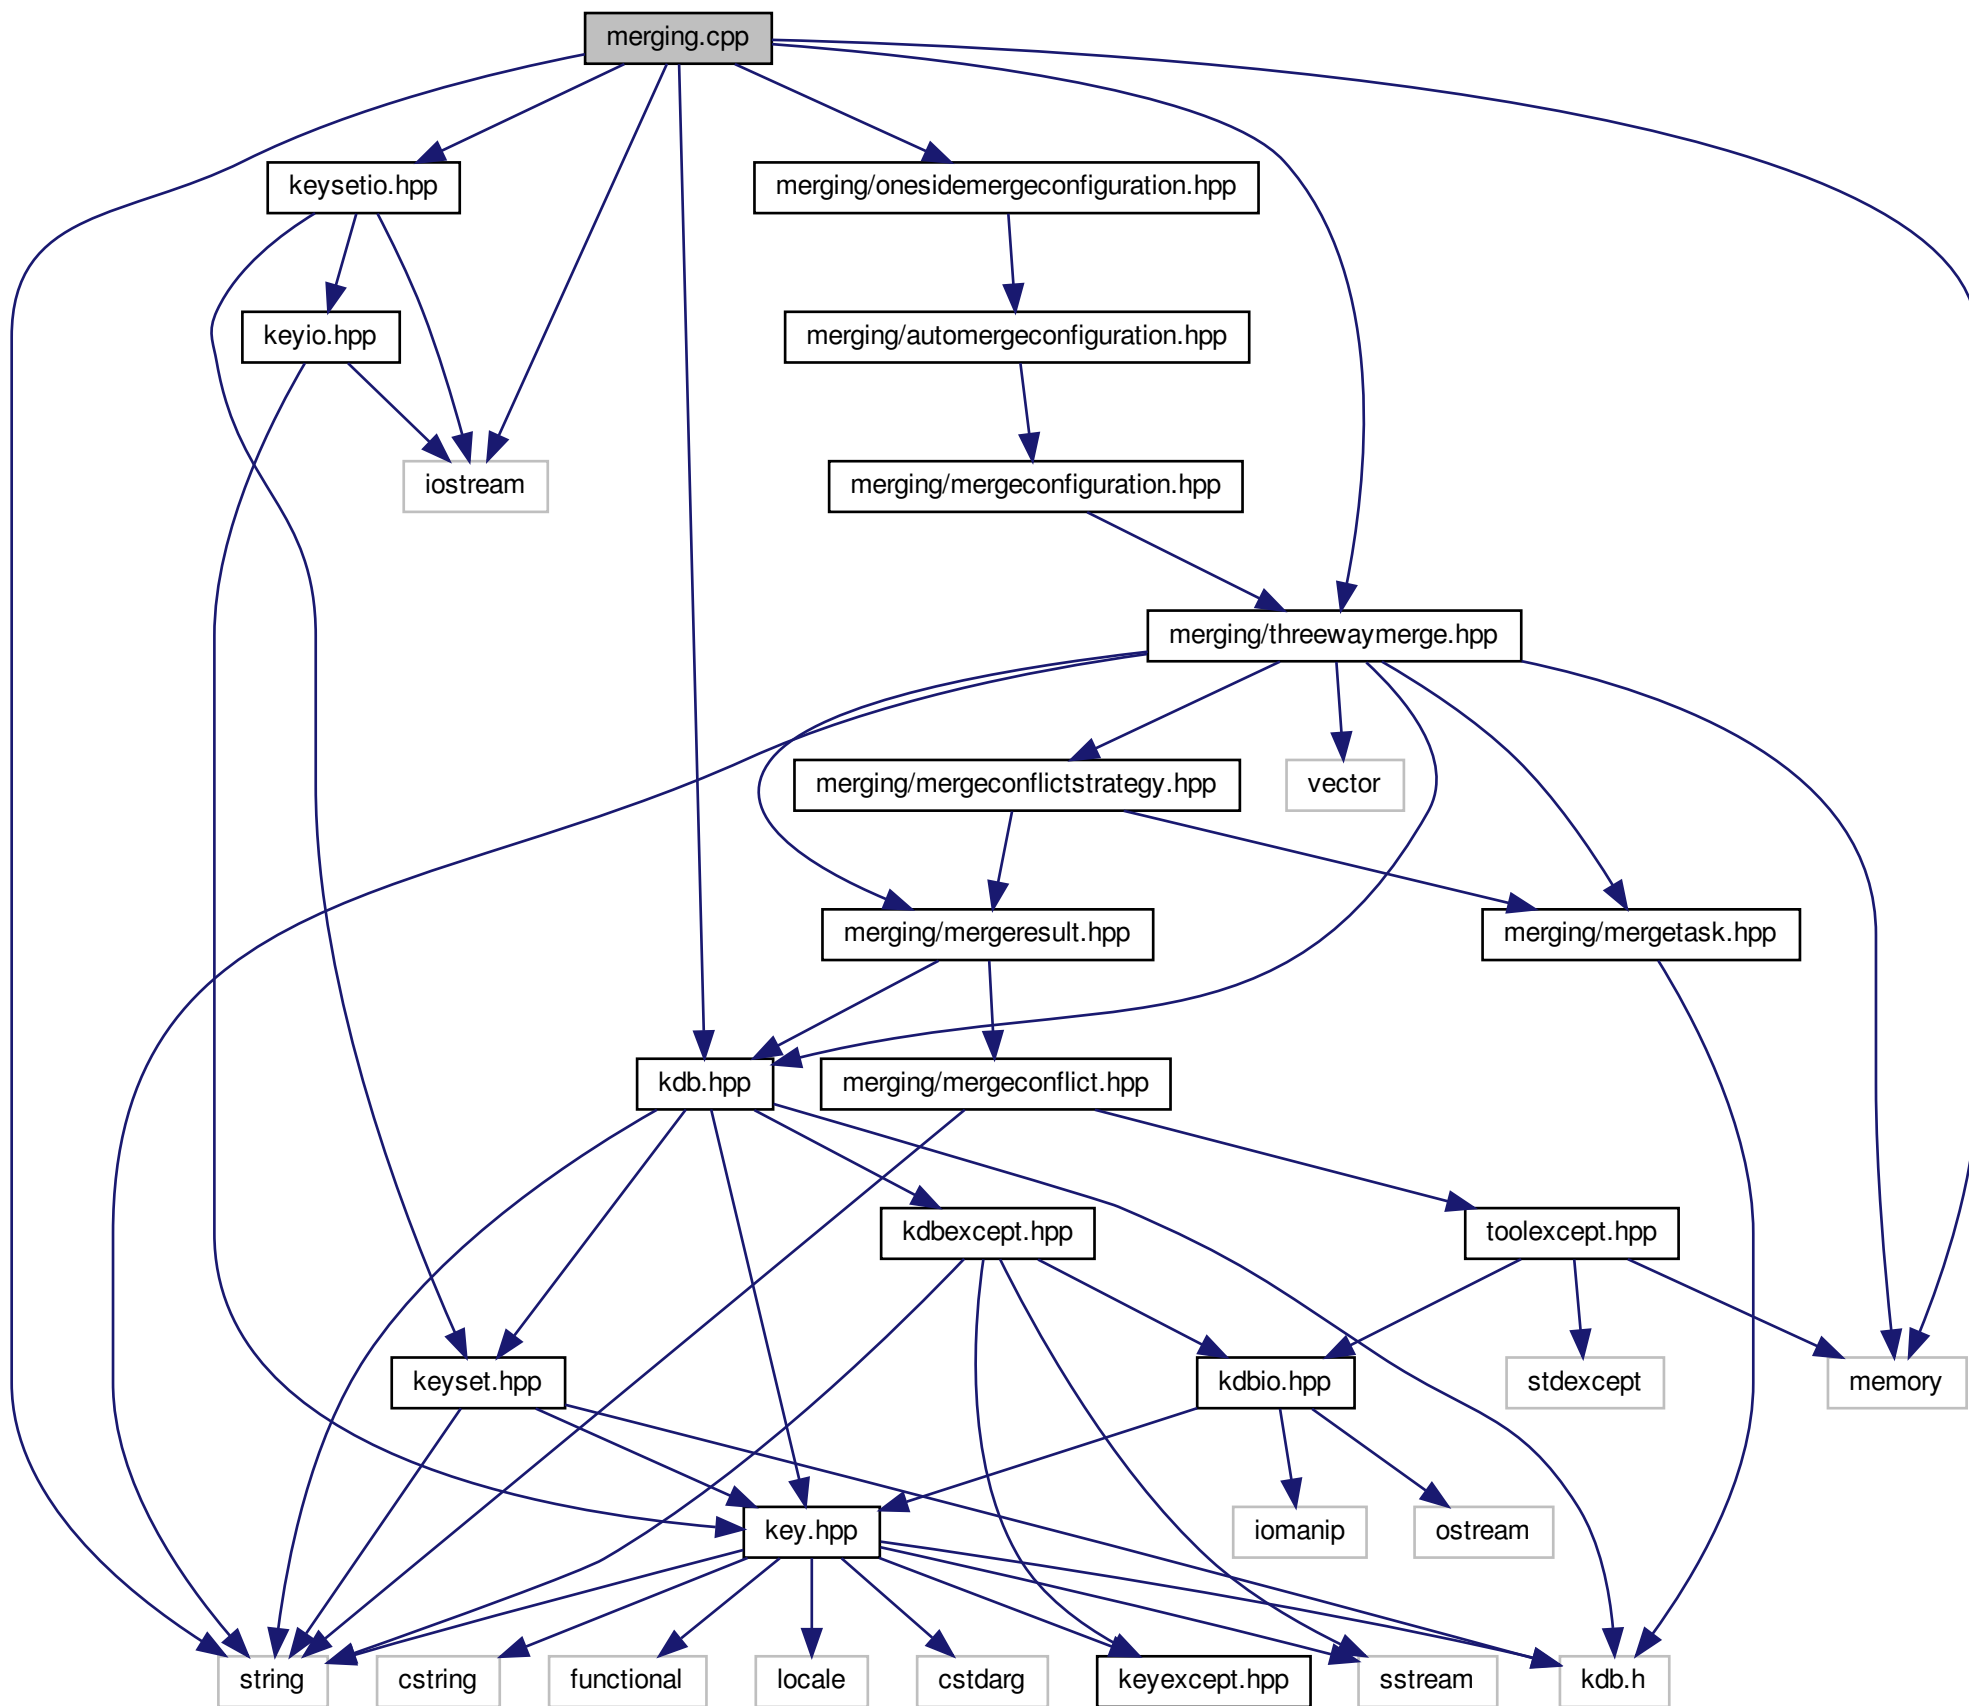 merging.cpp
keysetio.hpp
merging/onesidemergeconfiguration.hpp
keyio.hpp
merging/automergeconfiguration.hpp
iostream
merging/mergeconfiguration.hpp
merging/threewaymerge.hpp
merging/mergeconflictstrategy.hpp
vector
merging/mergeresult.hpp
merging/mergetask.hpp
kdb.hpp
merging/mergeconflict.hpp
kdbexcept.hpp
toolexcept.hpp
keyset.hpp
kdbio.hpp
stdexcept
memory
key.hpp
iomanip
ostream
string
cstring
functional
locale
cstdarg
keyexcept.hpp
sstream
kdb.h